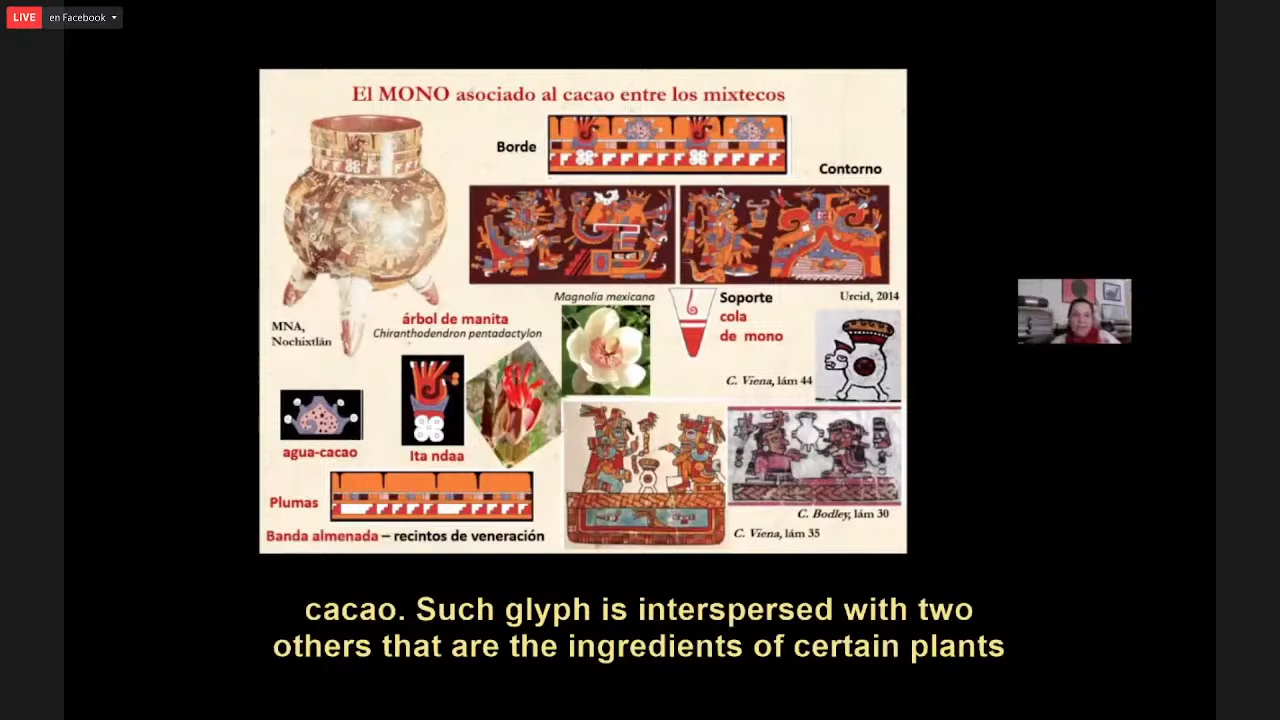 LIVE en Facebook
El MONO asociado al cacao entre los mixtecos
Borde
Contorno
Magnolia mexicana
Soporte
cola
de mono
Urcid, 2014
MNA,
Nochixtlán
árbol de manita
Chiranthodendron pentadactylon
C. Viena, lám 44
agua-cacao
Ita ndaa
Plumas
C. Bodley, lám 30
Banda almenada – recintos de veneración
C. Viena, lám 35
cacao. Such glyph is interspersed with two
others that are the ingredients of certain plants